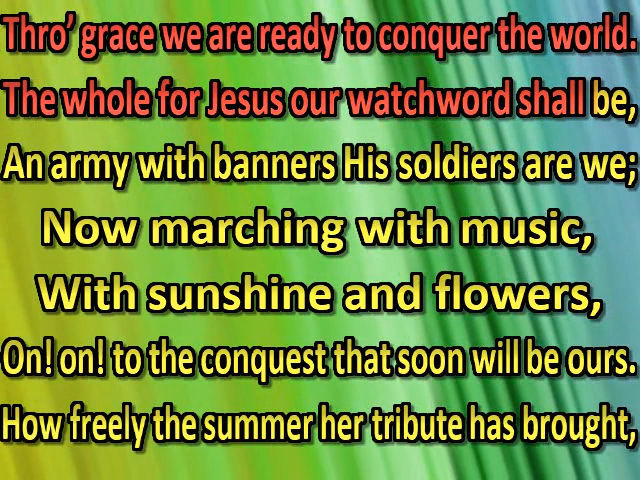 Thro’ grace we are ready to conquer the world.
The whole for Jesus our watchword shall be,
An army with banners His soldiers are we;
Now marching with music,
With sunshine and flowers,
On! on! to the conquest that soon will be ours.
How freely the summer her tribute has brought,